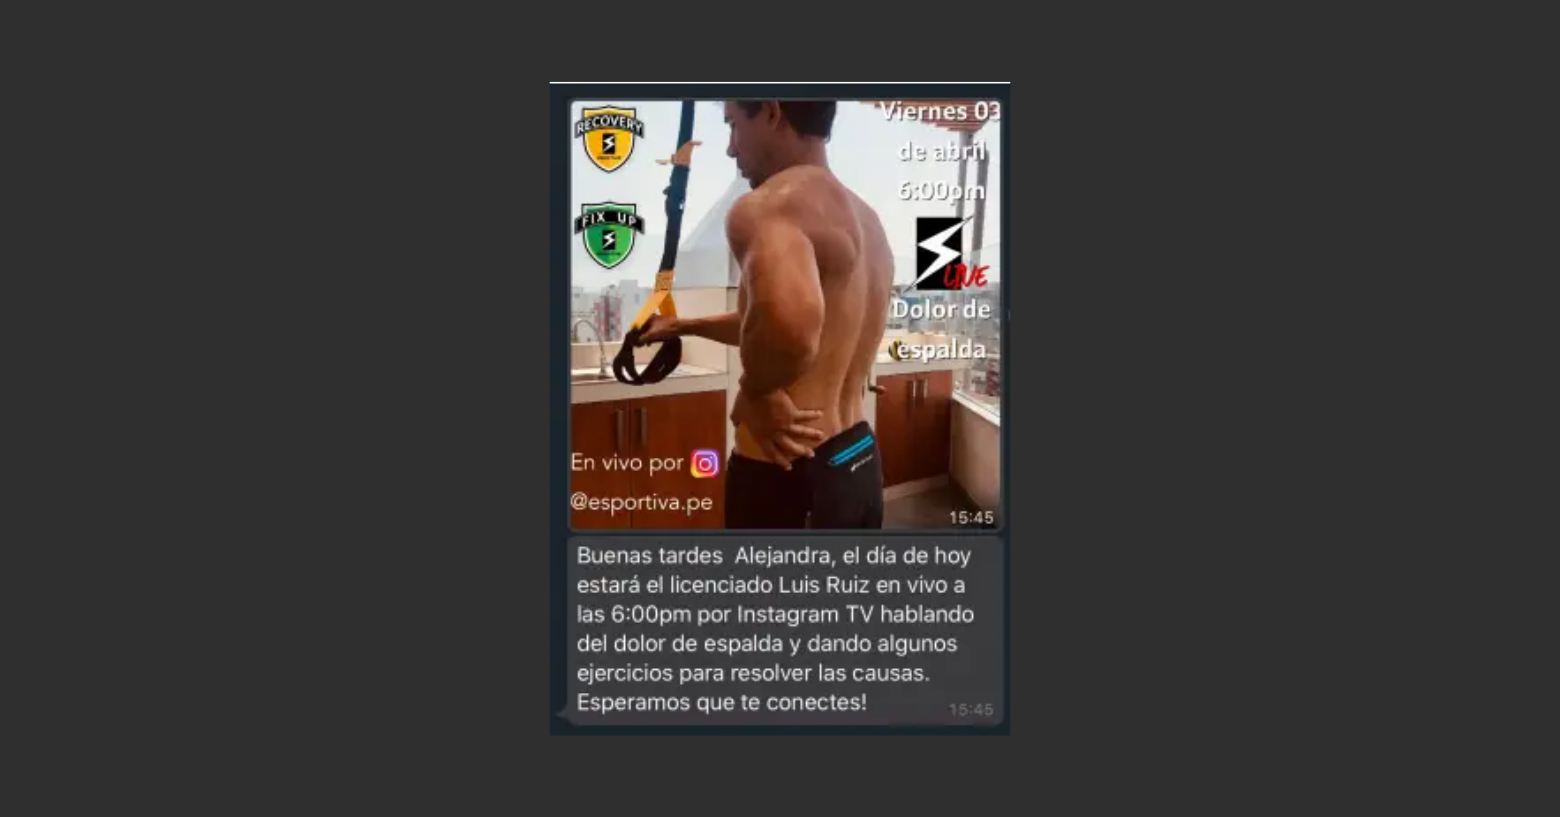 RECOVERY
FIX UP
Viernes 03
de abril
6:00pm
LIVE
Dolor de
espalda
En vivo por
@esportiva.pe
15:45
Buenas tardes  Alejandra, el día de hoy
estará el licenciado Luis Ruiz en vivo a
las 6:00pm por Instagram TV hablando
del dolor de espalda y dando algunos
ejercicios para resolver las causas.
Esperamos que te conectes!
15:45